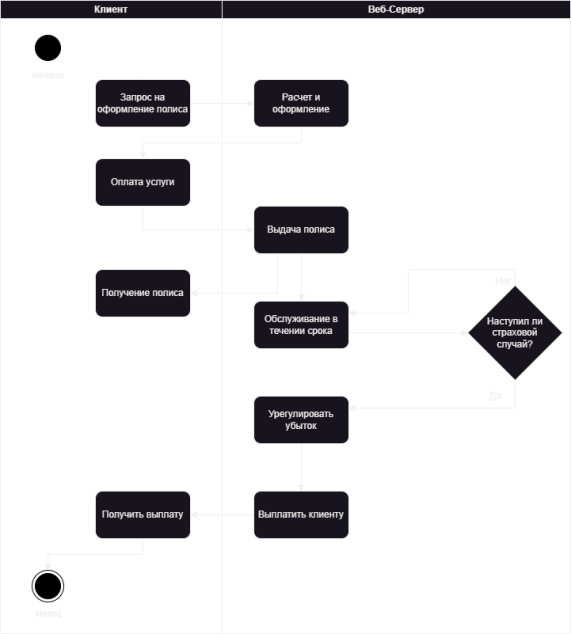 Клиент
Веб-Сервер
начало
Запрос на
оформление полиса
Расчет и
оформление
Оплата услуги
Выдача полиса
Получение полиса
Обслуживание в
течении срока
Нет
Наступил ли
страховой
случай?
Да
Урегулировать
убыток
Получить выплату
Выплатить клиенту
конец